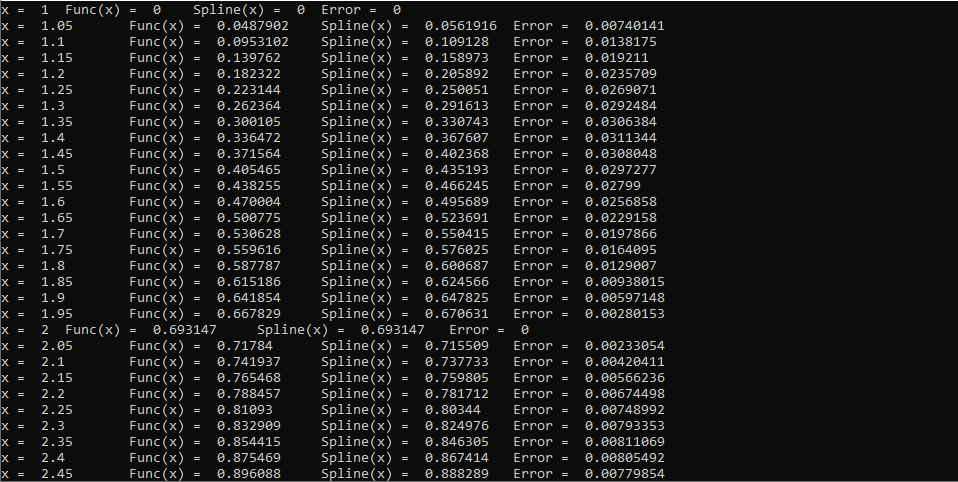 x =  1  Func(x) =  0    Spline(x) =  0  Error =  0
x =  1.05       Func(x) =  0.0487902    Spline(x) =  0.0561916  Error =  0.00740141
x =  1.1        Func(x) =  0.0953102    Spline(x) =  0.109128   Error =  0.0138175
x =  1.15       Func(x) =  0.139762     Spline(x) =  0.158973   Error =  0.019211
x =  1.2        Func(x) =  0.182322     Spline(x) =  0.205892   Error =  0.0235709
x =  1.25       Func(x) =  0.223144     Spline(x) =  0.250051   Error =  0.0269071
x =  1.3        Func(x) =  0.262364     Spline(x) =  0.291613   Error =  0.0292484
x =  1.35       Func(x) =  0.300105     Spline(x) =  0.330743   Error =  0.0306384
x =  1.4        Func(x) =  0.336472     Spline(x) =  0.367607   Error =  0.0311344
x =  1.45       Func(x) =  0.371564     Spline(x) =  0.402368   Error =  0.0308048
x =  1.5        Func(x) =  0.405465     Spline(x) =  0.435193   Error =  0.0297277
x =  1.55       Func(x) =  0.438255     Spline(x) =  0.466245   Error =  0.02799
x =  1.6        Func(x) =  0.470004     Spline(x) =  0.495689   Error =  0.0256858
x =  1.65       Func(x) =  0.500775     Spline(x) =  0.523691   Error =  0.0229158
x =  1.7        Func(x) =  0.530628     Spline(x) =  0.550415   Error =  0.0197866
x =  1.75       Func(x) =  0.559616     Spline(x) =  0.576025   Error =  0.0164095
x =  1.8        Func(x) =  0.587787     Spline(x) =  0.600687   Error =  0.0129007
x =  1.85       Func(x) =  0.615186     Spline(x) =  0.624566   Error =  0.00938015
x =  1.9        Func(x) =  0.641854     Spline(x) =  0.647825   Error =  0.00597148
x =  1.95       Func(x) =  0.667829     Spline(x) =  0.670631   Error =  0.00280153
x =  2  Func(x) =  0.693147     Spline(x) =  0.693147   Error =  0
x =  2.05       Func(x) =  0.71784      Spline(x) =  0.715509   Error =  0.00233054
x =  2.1        Func(x) =  0.741937     Spline(x) =  0.737733   Error =  0.00420411
x =  2.15       Func(x) =  0.765468     Spline(x) =  0.759805   Error =  0.00566236
x =  2.2        Func(x) =  0.788457     Spline(x) =  0.781712   Error =  0.00674498
x =  2.25       Func(x) =  0.81093      Spline(x) =  0.80344    Error =  0.00748992
x =  2.3        Func(x) =  0.832909     Spline(x) =  0.824976   Error =  0.00793353
x =  2.35       Func(x) =  0.854415     Spline(x) =  0.846305   Error =  0.00811069
x =  2.4        Func(x) =  0.875469     Spline(x) =  0.867414   Error =  0.00805492
x =  2.45       Func(x) =  0.896088     Spline(x) =  0.888289   Error =  0.00779854